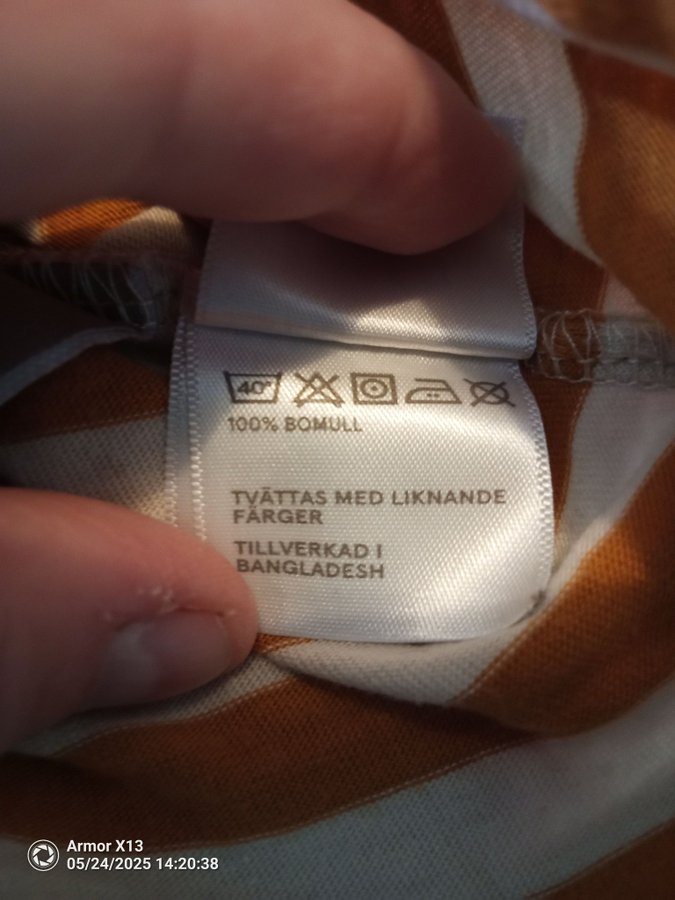 40°
100% BOMULL
TVÄTTAS MED LIKNANDE
FÄRGER
TILLVERKAD I
BANGLADESH
Armor X13
05/24/2025 14:20:38